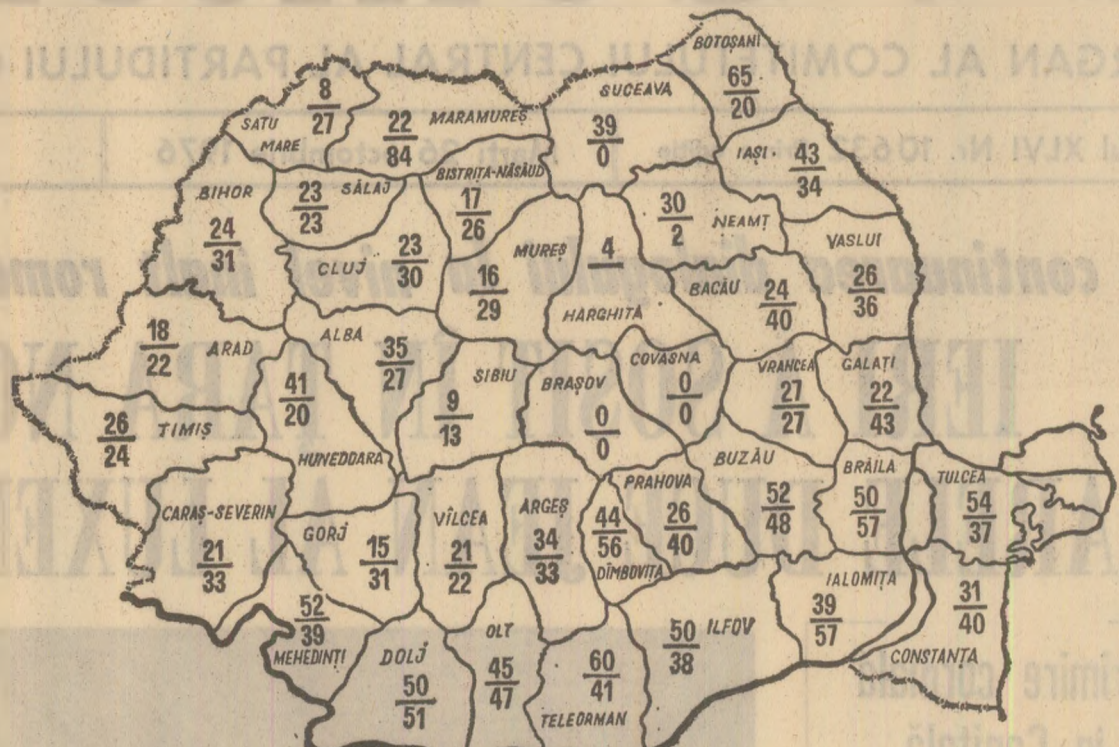 BOTOȘANI
65
20
SUCEAVA
39
0
8
27
SATU
MARE
22
84
MARAMUREȘ
IAȘI
43
34
BIHOR
24
31
23
23
SĂLAJ
BISTRIȚA-NĂSĂUD
17
26
30
2
NEAMȚ
VASLUI
26
36
CLUJ
23
30
MUREȘ
16
29
4
HARGHITA
BACĂU
24
40
18
22
ARAD
ALBA
35
27
SIBIU
9
13
BRAȘOV
0
0
COVASNA
0
0
VRANCEA
27
27
GALAȚI
22
43
26
24
TIMIȘ
41
20
HUNEDOARA
BUZĂU
52
48
BRĂILA
50
57
TULCEA
54
37
CARAȘ-SEVERIN
21
33
GORJ
15
31
VÎLCEA
21
22
ARGEȘ
34
33
44
56
DÎMBOVIȚA
PRAHOVA
26
40
IALOMIȚA
39
57
31
40
CONSTANȚA
52
39
MEHEDINȚI
DOLJ
50
51
OLT
45
47
60
41
TELEORMAN
50
38
ILFOV
ORGAN AL COMITETULUI CENTRAL AL PARTIDULUI
XLVI Nr. 10632
1976
continuarea dialogului la nivel înalt